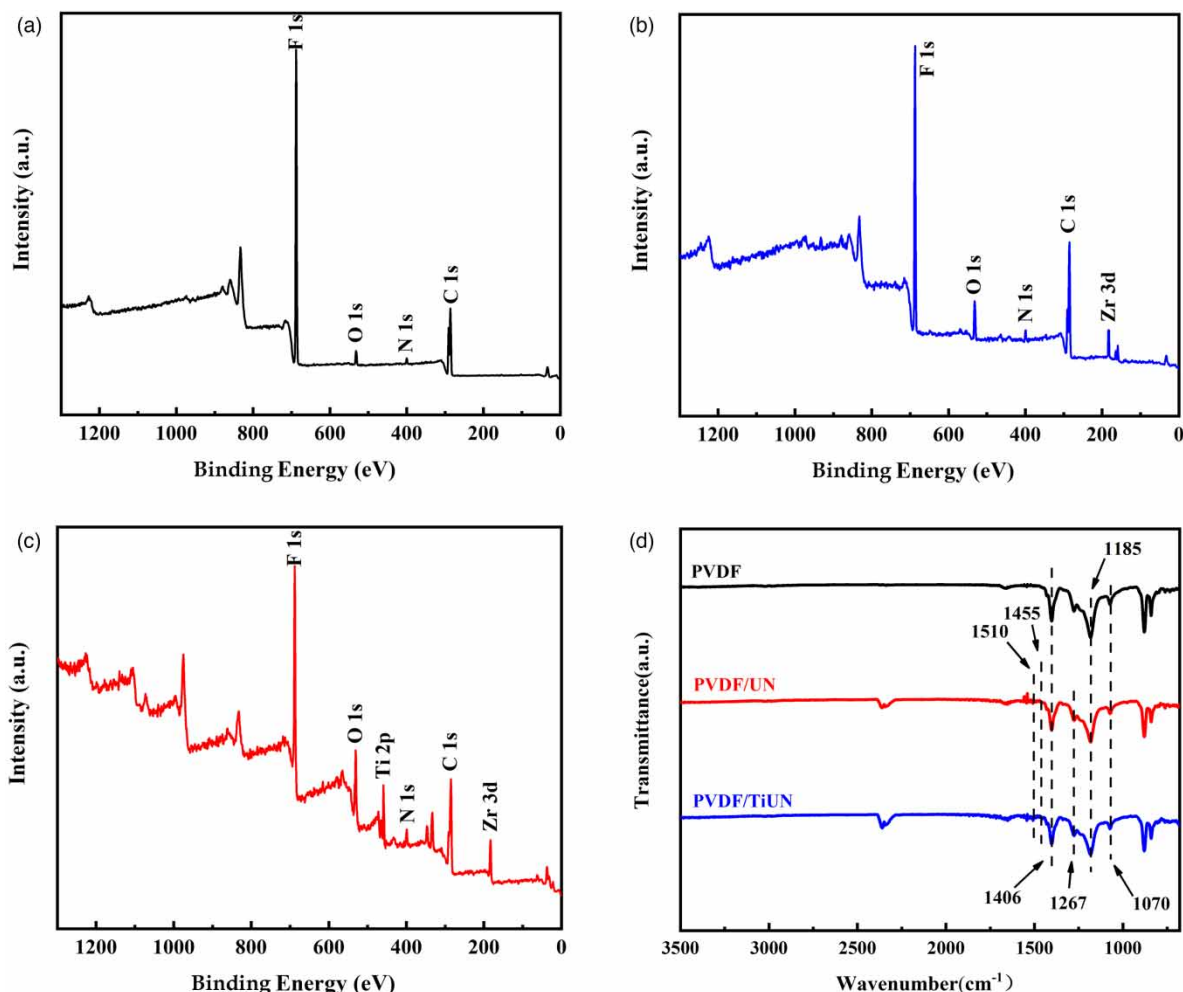 (a)
F 1s
O 1s
N 1s
C 1s
Intensity (a.u.)
1200 1000 800 600 400 200 0
Binding Energy (eV)
(b)
F 1s
O 1s
N 1s
C 1s
Zr 3d
Intensity (a.u.)
1200 1000 800 600 400 200 0
Binding Energy (eV)
(c)
F 1s
O 1s
Ti 2p
N 1s
C 1s
Zr 3d
Intensity (a.u.)
1200 1000 800 600 400 200 0
Binding Energy (eV)
(d)
1185
PVDF
1455
1510
PVDF/UN
PVDF/TiUN
1406 1267 1070
Transmittance(a.u.)
3500 3000 2500 2000 1500 1000
Wavenumber(cm⁻¹)